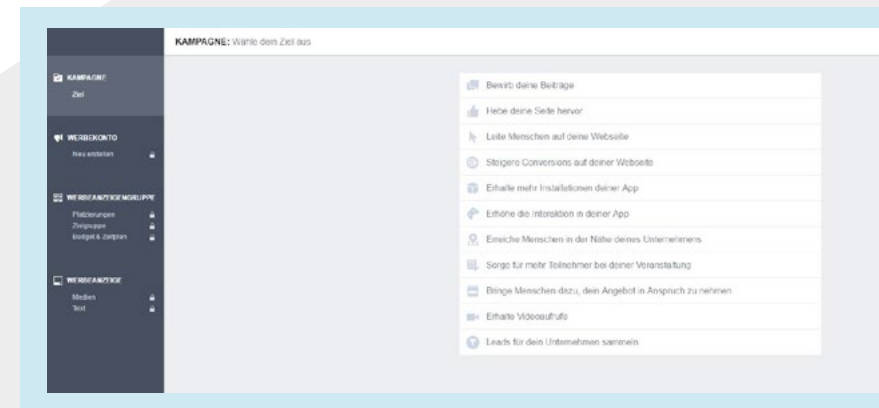 KAMPAGNE: Wähle dein Ziel aus
KAMPAGNE
Ziel
WERBEKONTO
Neu erstellen
WERBEANZEIGENGRUPPE
Platzierungen
Zielgruppe
Budget & Zeitplan
WERBEANZEIGE
Medien
Text
Bewirb deine Beiträge
Hebe deine Seite hervor
Leite Menschen auf deine Webseite
Steigere Conversions auf deiner Webseite
Erhalte mehr Installationen deiner App
Erhöhe die Interaktion in deiner App
Erreiche Menschen in der Nähe deines Unternehmens
Sorge für mehr Teilnehmer bei deiner Veranstaltung
Bringe Menschen dazu, dein Angebot in Anspruch zu nehmen
Erhalte Videoaufrufe
Leads für dein Unternehmen sammeln